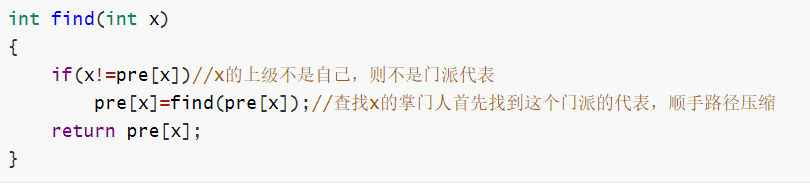 int find(int x)
{
    if(x!=pre[x])//x的上级不是自己，则不是门派代表
        pre[x]=find(pre[x]);//查找x的掌门人首先找到这个门派的代表，顺手路径压缩
    return pre[x];
}